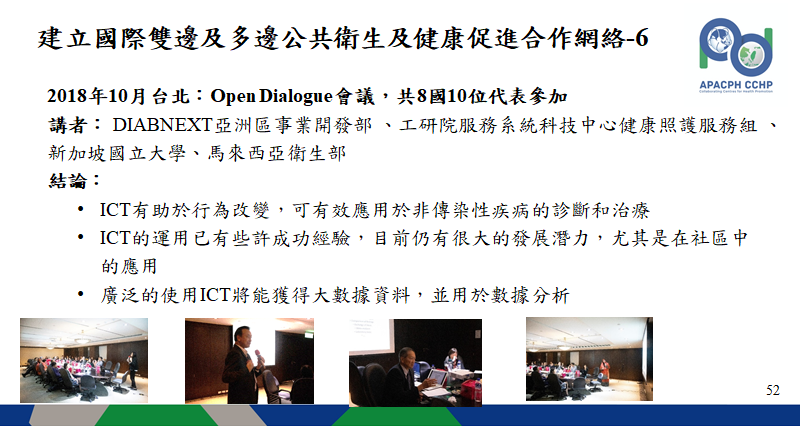 建立國際雙邊及多邊公共衛生及健康促進合作網絡-6
APACPH CCHP
Collaborating Centres for Health Promotion
2018年10月台北：Open Dialogue會議，共8國10位代表參加
講者： DIABNEXT亞洲區事業開發部 、工研院服務系統科技中心健康照護服務組 、
新加坡國立大學、馬來西亞衛生部
結論：
• ICT有助於行為改變，可有效應用於非傳染性疾病的診斷和治療
• ICT的運用已有些許成功經驗，目前仍有很大的發展潛力，尤其是在社區中
的應用
• 廣泛的使用ICT將能獲得大數據資料，並用於數據分析
52